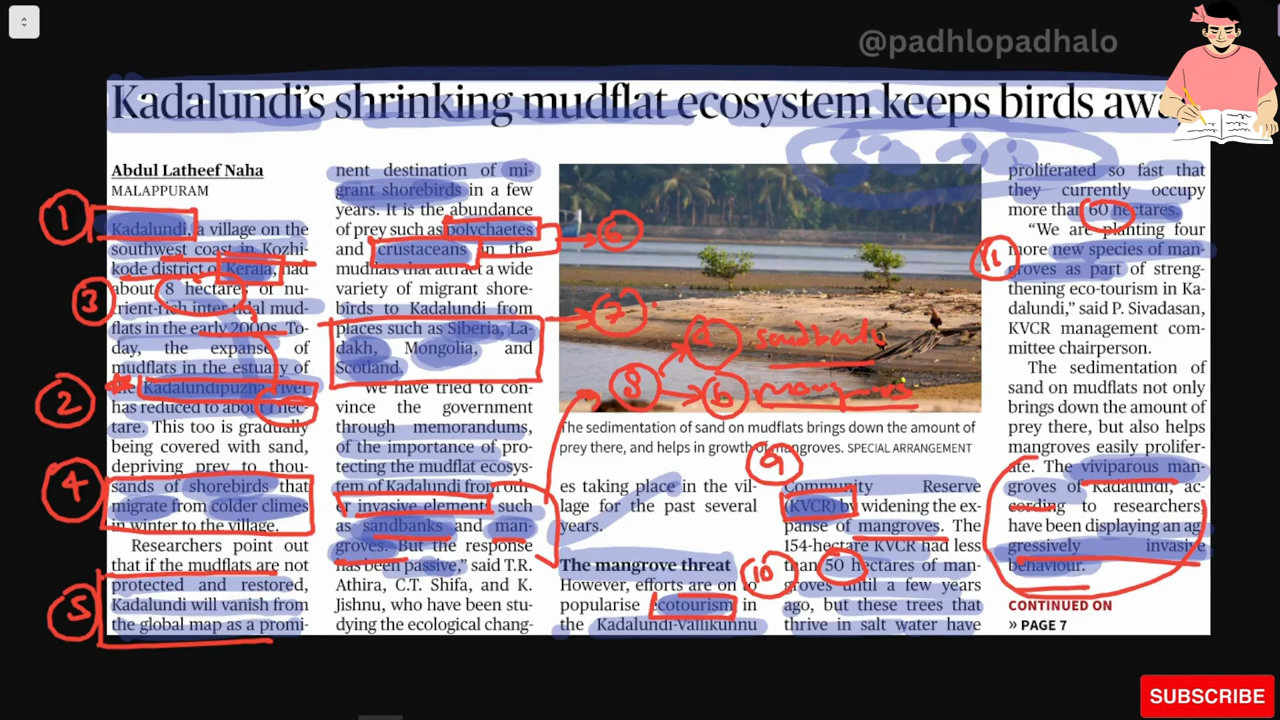 @padhlopadhalo
Kadalundi's shrinking mudflat ecosystem keeps birds awa
Abdul Latheef Naha
MALAPPURAM
Kadalundi, a village on the
southwest coast in Kozhi-
kode district of Kerala, had
about 8 hectares of nu-
trient-rich inter-tidal mud-
flats in the early 2000s. To-
day, the expanse of
mudflats in the estuary of
the Kadalundipuzha river
has reduced to about 1 hec-
tare. This too is gradually
being covered with sand,
depriving prey to thou-
sands of shorebirds that
migrate from colder climes
in winter to the village.
Researchers point out
that if the mudflats are not
protected and restored,
Kadalundi will vanish from
the global map as a promi-
nent destination of mi-
grant shorebirds in a few
years. It is the abundance
of prey such as polychaetes
and crustaceans in the
mudflats that attract a wide
variety of migrant shore-
birds to Kadalundi from
places such as Siberia, La-
dakh, Mongolia, and
Scotland.
We have tried to con-
vince the government
through memorandums,
of the importance of pro-
tecting the mudflat ecosys-
tem of Kadalundi from oth-
er invasive element such
as sandbanks and man-
groves. But the response
has been passive," said T.R.
Athira, C.T. Shifa, and K.
Jishnu, who have been stu-
dying the ecological chang-
The sedimentation of sand on mudflats brings down the amount of
prey there, and helps in growth of mangroves. SPECIAL ARRANGEMENT
es taking place in the vil-
lage for the past several
years.
The mangrove threat
However, efforts are on to
popularise ecotourism in
the Kadalundi-Vallikunnu
Community Reserve
(KVCR) by widening the ex-
panse of mangroves. The
154-hectare KVCR had less
than 50 hectares of man-
groves until a few years
ago, but these trees that
thrive in salt water have
proliferated so fast that
they currently occupy
more than 60 hectares.
"We are planting four
more new species of man-
groves as part of streng-
thening eco-tourism in Ka-
dalundi," said P. Sivadasan,
KVCR management com-
mittee chairperson.
The sedimentation of
sand on mudflats not only
brings down the amount of
prey there, but also helps
mangroves easily prolifer-
ate. The viviparous man-
groves of Kadalundi, ac-
cording to researchers,
have been displaying an ag-
gressively invasive
behaviour.
CONTINUED ON
» PAGE 7
1
3
2
4
5
6
7
8
a
b
9
10
11
SUBSCRIBE